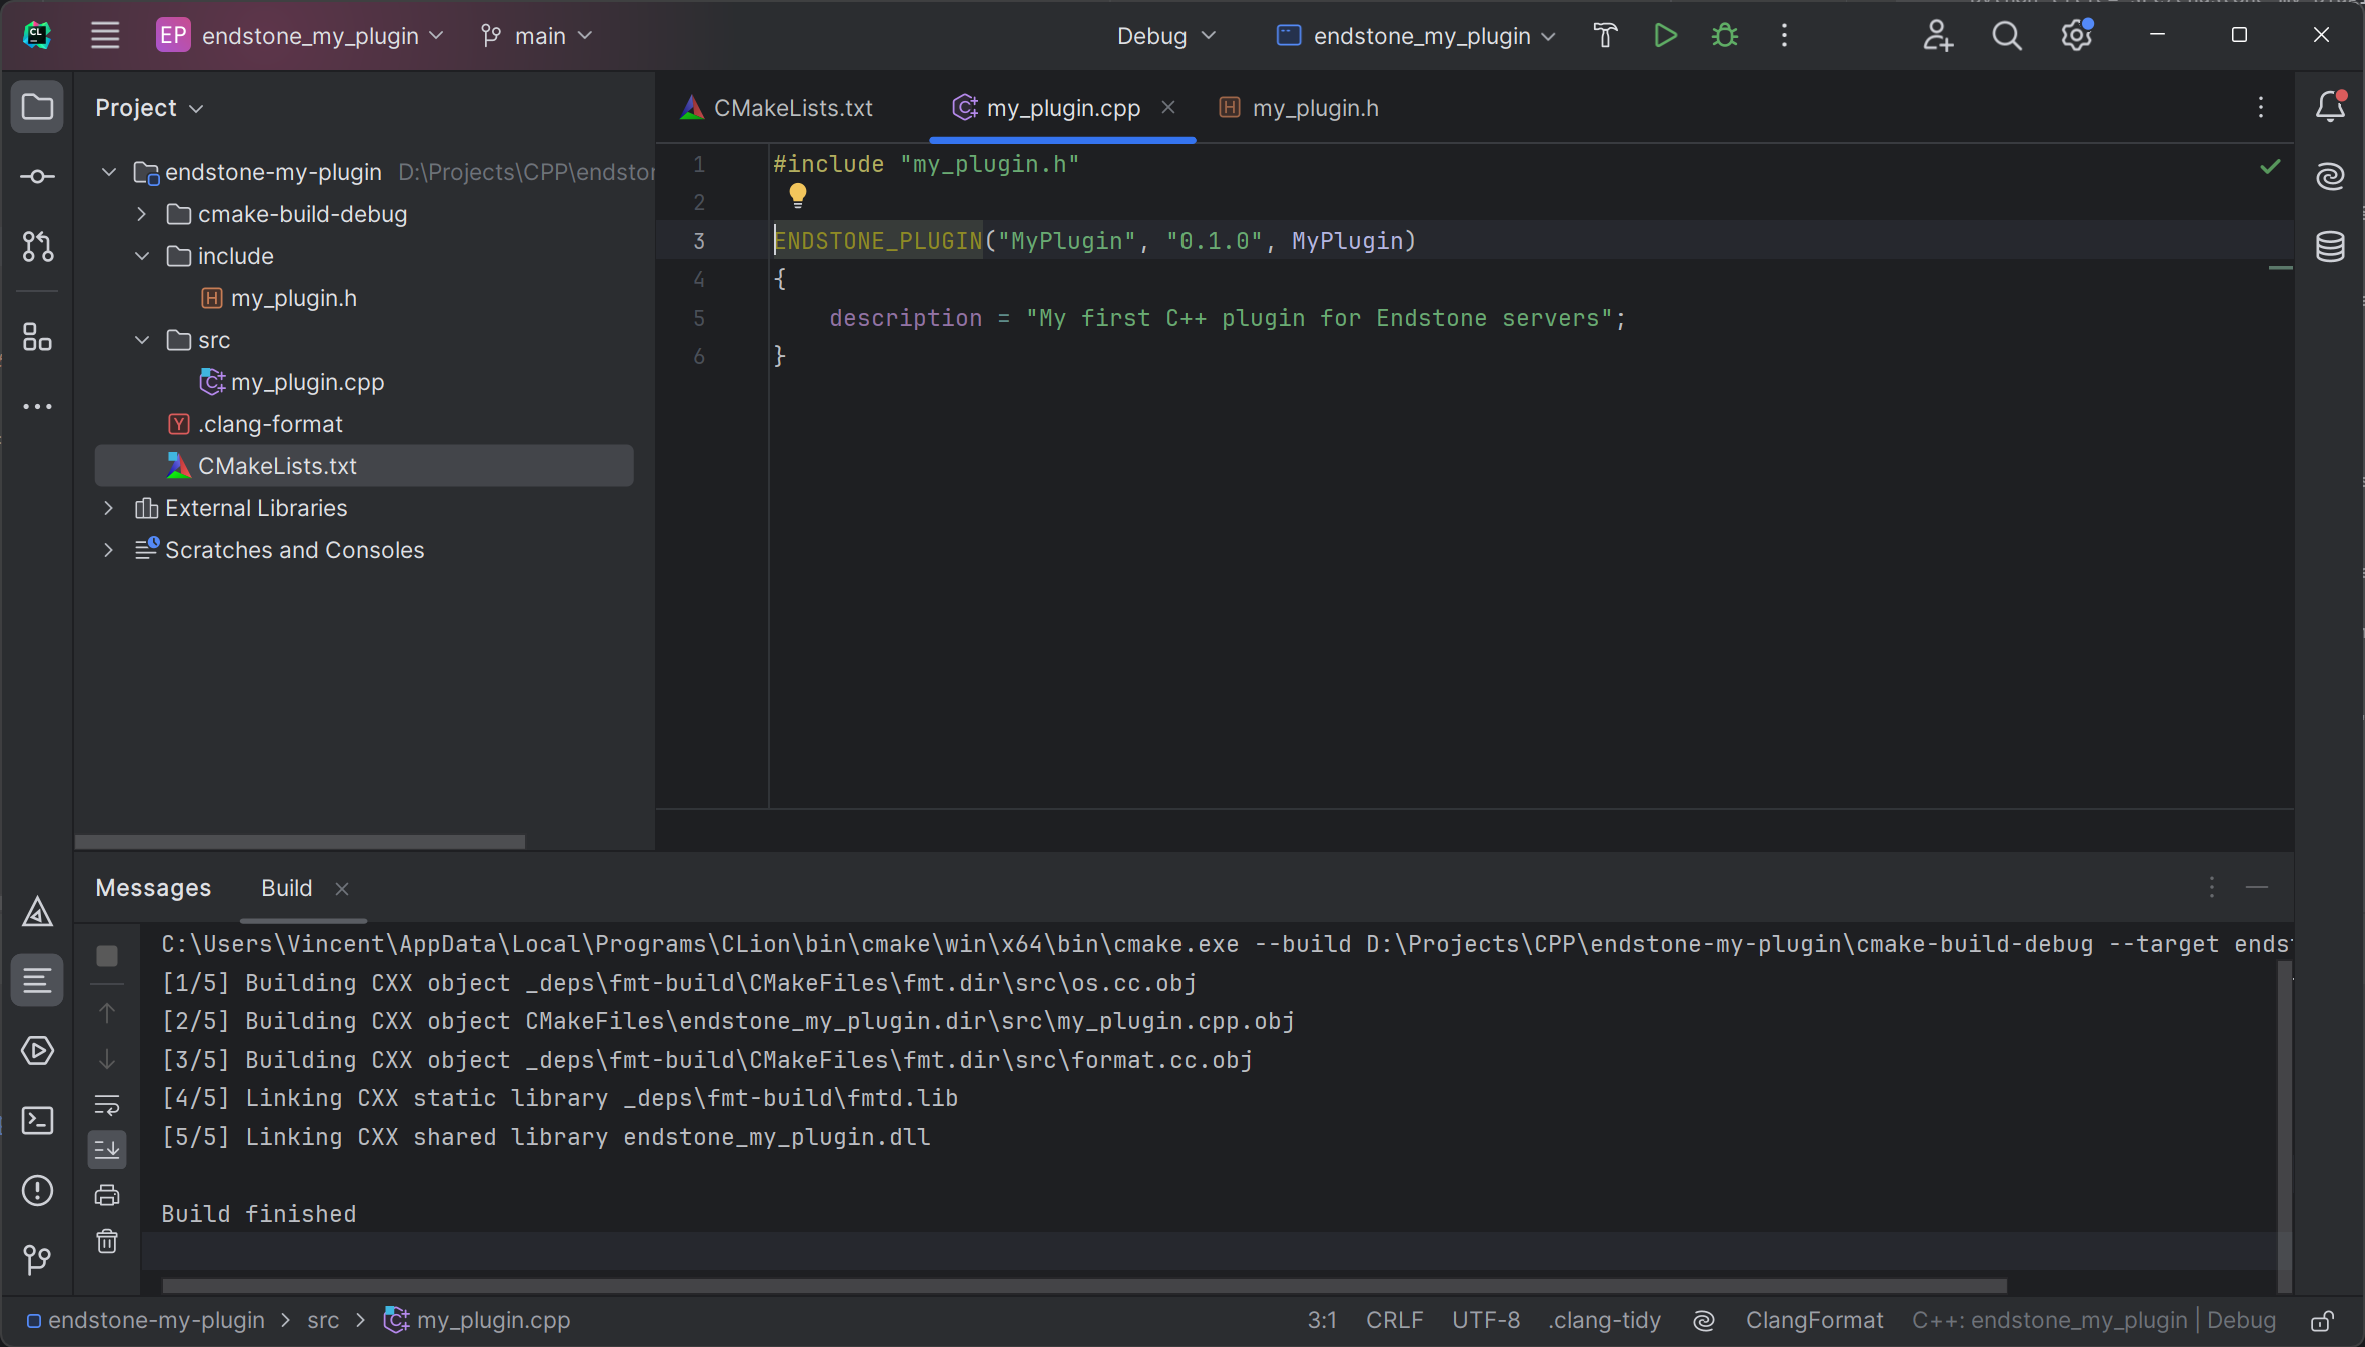 EP endstone_my_plugin main Debug endstone_my_plugin
Project
endstone-my-plugin D:\Projects\CPP\endstor
cmake-build-debug
include
my_plugin.h
src
my_plugin.cpp
.clang-format
CMakeLists.txt
External Libraries
Scratches and Consoles
CMakeLists.txt my_plugin.cpp my_plugin.h
1 #include "my_plugin.h"
2
3 ENDSTONE_PLUGIN("MyPlugin", "0.1.0", MyPlugin)
4 {
5 description = "My first C++ plugin for Endstone servers";
6 }
Messages Build
C:\Users\Vincent\AppData\Local\Programs\CLion\bin\cmake\win\x64\bin\cmake.exe --build D:\Projects\CPP\endstone-my-plugin\cmake-build-debug --target ends
[1/5] Building CXX object _deps\fmt-build\CMakeFiles\fmt.dir\src\os.cc.obj
[2/5] Building CXX object CMakeFiles\endstone_my_plugin.dir\src\my_plugin.cpp.obj
[3/5] Building CXX object _deps\fmt-build\CMakeFiles\fmt.dir\src\format.cc.obj
[4/5] Linking CXX static library _deps\fmt-build\fmtd.lib
[5/5] Linking CXX shared library endstone_my_plugin.dll
Build finished
endstone-my-plugin > src > my_plugin.cpp 3:1 CRLF UTF-8 .clang-tidy ClangFormat C++: endstone_my_plugin | Debug